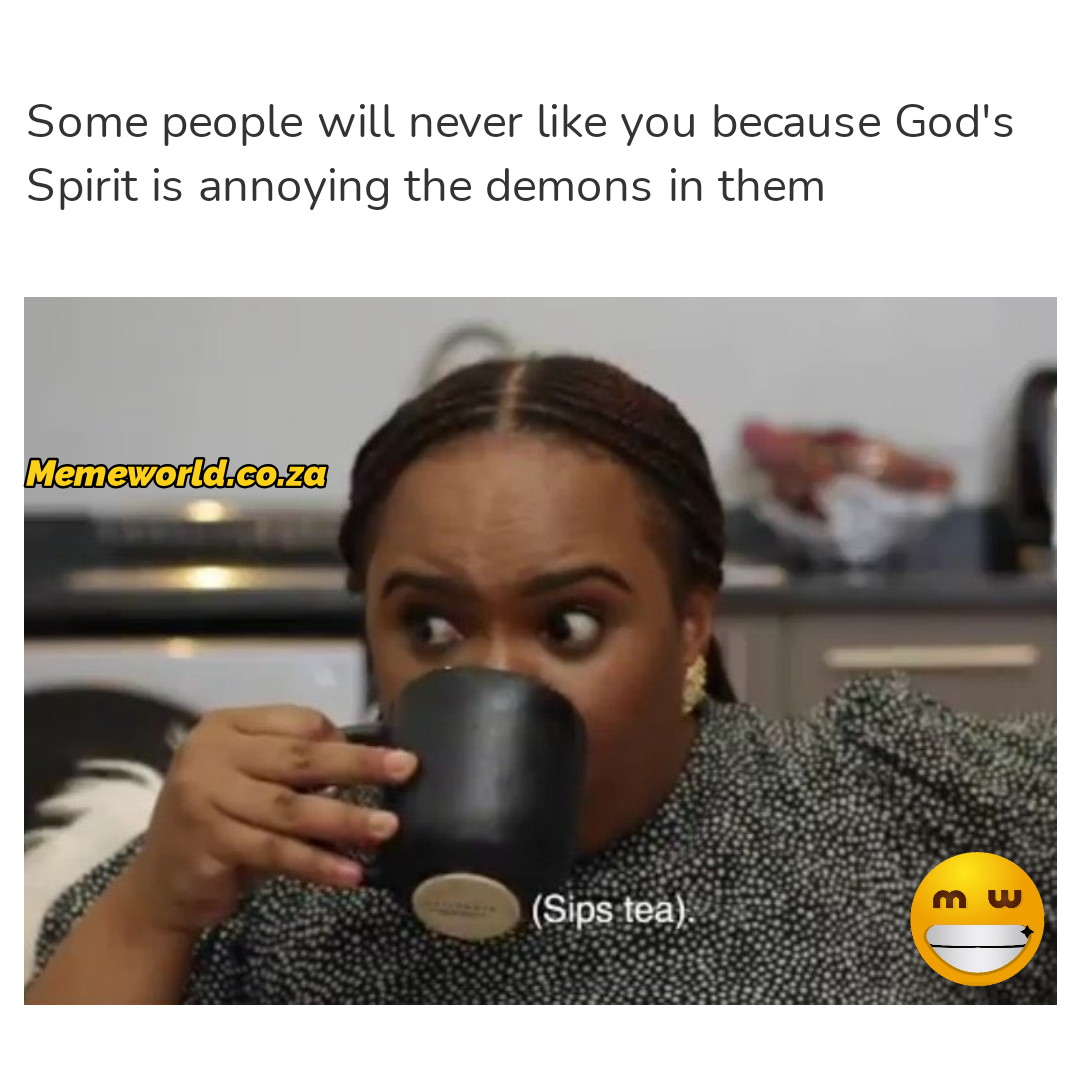 Some people will never like you because God's
Spirit is annoying the demons in them
Memeworld.co.za
(Sips tea).
m w